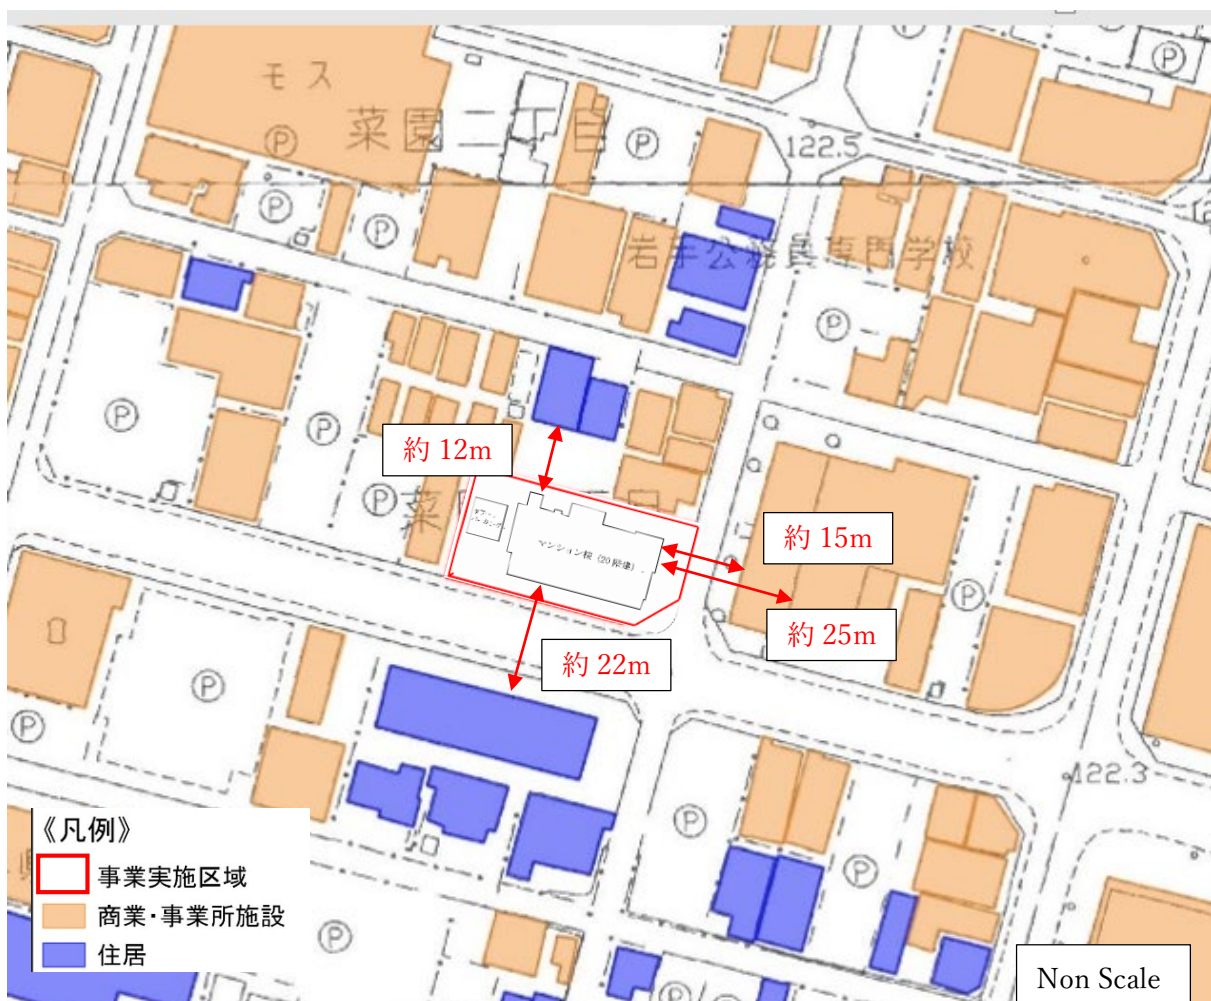 モス
菜園二丁目
Ⓟ
Ⓟ
Ⓟ
122.5
Ⓟ
Ⓟ
岩手公務員専門学校
Ⓟ
Ⓟ
Ⓟ
約 12m
Ⓟ
菜
マンション棟 (20 階建)
約 15m
約 25m
Ⓟ
約 22m
Ⓟ
Ⓟ
122.3
Ⓟ
Ⓟ
Ⓟ
《凡例》
事業実施区域
商業・事業所施設
住居
Non Scale